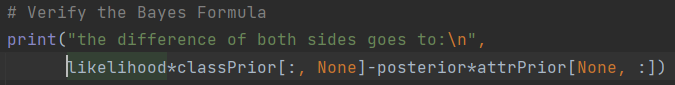 # Verify the Bayes Formula
print("the difference of both sides goes to:\n",
likelihood*classPrior[:, None]-posterior*attrPrior[None, :])